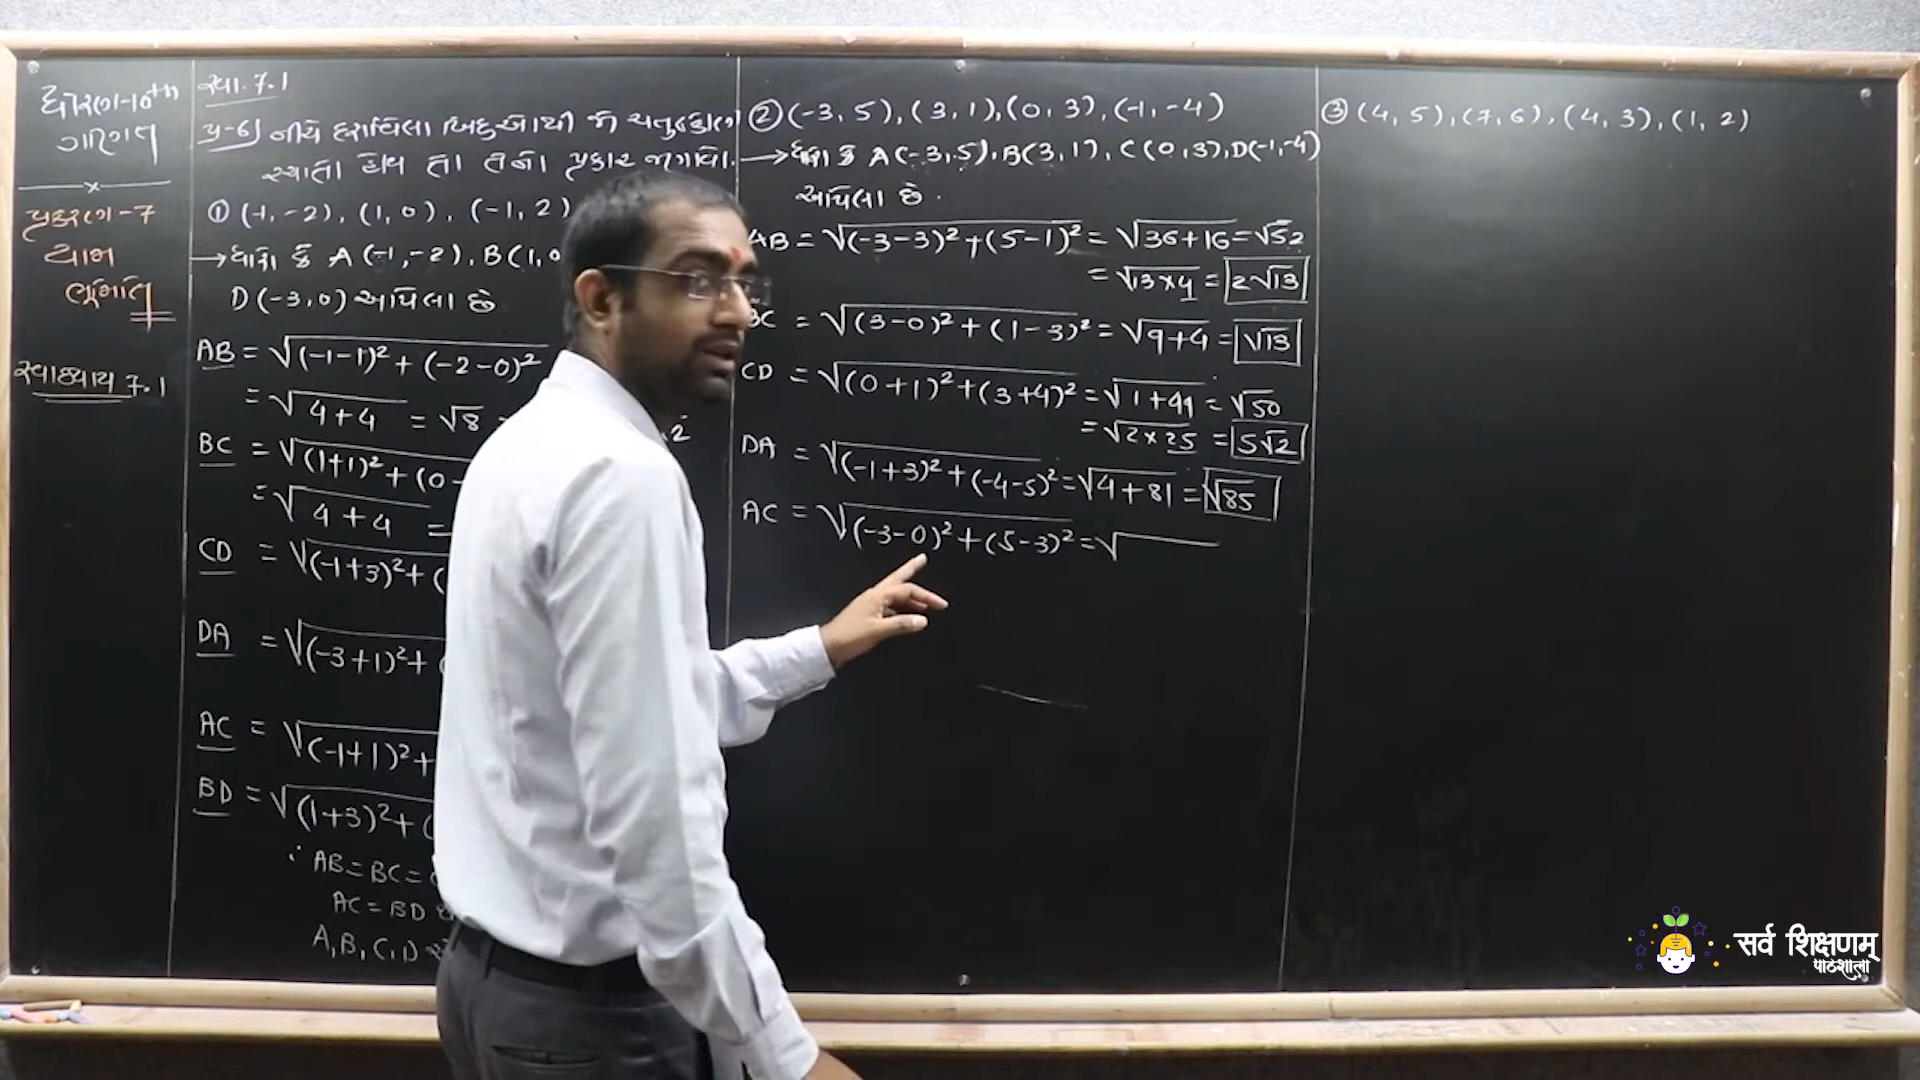 ધોરણ-10th
ગણિત
પ્રકરણ-7
યામ
ભૂમિતિ
સ્વાધ્યાય 7.1
સ્વા. 7.1
પ્ર-6) નીચે દર્શાવેલા બિંદુઓથી જો ચતુષ્કોણ
રચાતો હોય તો તેનો પ્રકાર જણાવો.
① (-1, -2), (1, 0), (-1, 2)
→ ધારો કે A (-1, -2), B(1, 0
D (-3, 0) આપેલા છે
AB = √(-1-1)² + (-2-0)²
= √4+4 = √8
BC = √(1+1)² + (0-
= √4+4 =
CD = √(-1+3)² + (
DA = √(-3+1)² + (
AC = √(-1+1)² +
BD = √(1+3)² + (
∴ AB = BC =
AC = BD
A, B, C, D
② (-3, 5), (3, 1), (0, 3), (-1, -4)
→ ધારો કે A(-3, 5), B(3, 1), C(0, 3), D(-1, -4)
આપેલા છે.
AB = √(-3-3)² + (5-1)² = √36+16 = √52
= √13×4 = 2√13
BC = √(3-0)² + (1-3)² = √9+4 = √13
CD = √(0+1)² + (3+4)² = √1+49 = √50
= √2×25 = 5√2
DA = √(-1+3)² + (-4-5)² = √4+81 = √85
AC = √(-3-0)² + (5-3)² = √
③ (4, 5), (7, 6), (4, 3), (1, 2)
सर्व शिक्षणम्
પાઠશાલા